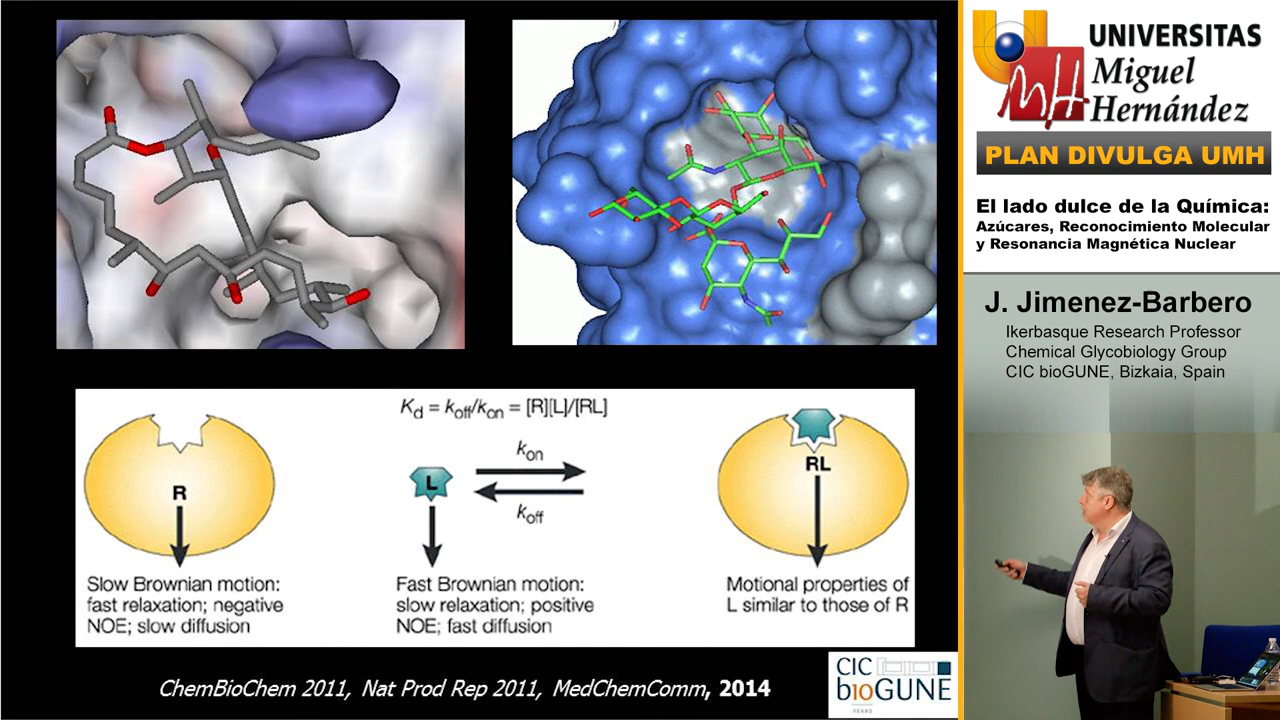 Kd = koff/kon = [R][L]/[RL]
kon
koff
R
L
RL
Slow Brownian motion:
fast relaxation; negative
NOE; slow diffusion
Fast Brownian motion:
slow relaxation; positive
NOE; fast diffusion
Motional properties of
L similar to those of R
ChemBioChem 2011, Nat Prod Rep 2011, MedChemComm, 2014
CIC
bioGUNE
YEARS
UNIVERSITAS
Miguel
Hernández
PLAN DIVULGA UMH
El lado dulce de la Química:
Azúcares, Reconocimiento Molecular
y Resonancia Magnética Nuclear
J. Jimenez-Barbero
Ikerbasque Research Professor
Chemical Glycobiology Group
CIC bioGUNE, Bizkaia, Spain